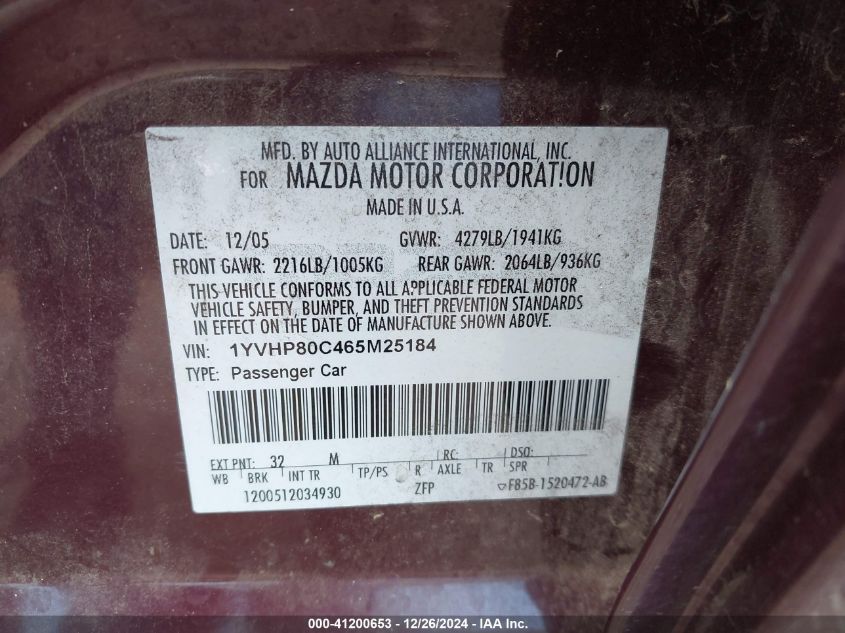 MFD. BY AUTO ALLIANCE INTERNATIONAL, INC.
FOR MAZDA MOTOR CORPORATION
MADE IN U.S.A.
DATE: 12/05 GVWR: 4279LB/1941KG
FRONT GAWR: 2216LB/1005KG REAR GAWR: 2064LB/936KG
THIS VEHICLE CONFORMS TO ALL APPLICABLE FEDERAL MOTOR
VEHICLE SAFETY, BUMPER, AND THEFT PREVENTION STANDARDS
IN EFFECT ON THE DATE OF MANUFACTURE SHOWN ABOVE.
VIN: 1YVHP80C465M25184
TYPE: Passenger Car
EXT PNT: 32 M RC: DSO:
WB BRK INT TR TP/PS R AXLE TR SPR
1200512034930 ZFP F85B-1520472-AB
000-41200653 - 12/26/2024 - IAA Inc.